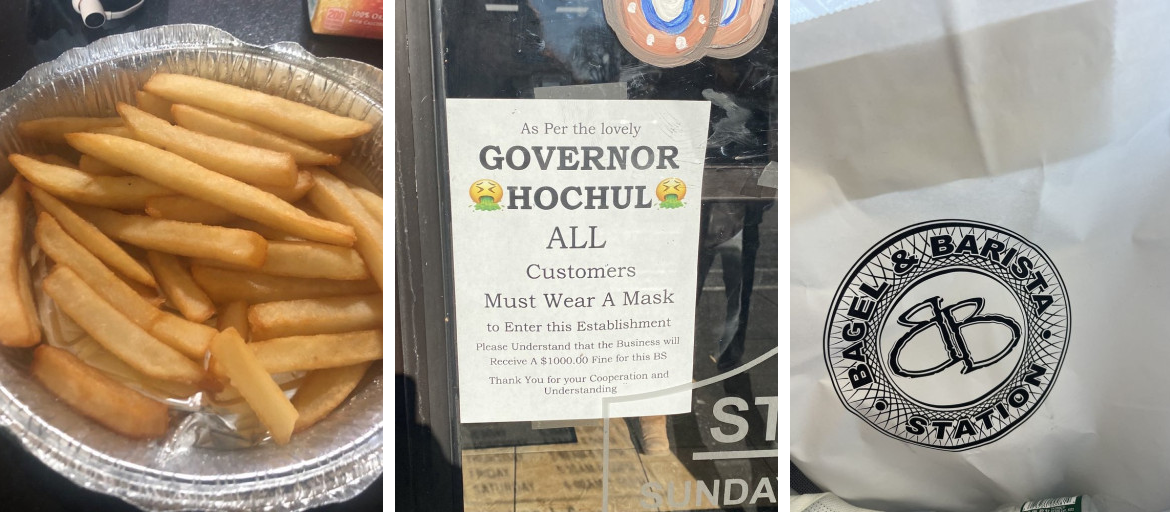 As Per the lovely
GOVERNOR
🤮HOCHUL🤮
ALL
Customers
Must Wear A Mask
to Enter this Establishment
Please Understand that the Business will
Receive A $1000.00 Fine for this BS
Thank You for your Cooperation and
Understanding
ST
SUNDA
BAGEL & BARISTA
BB
• STATION •